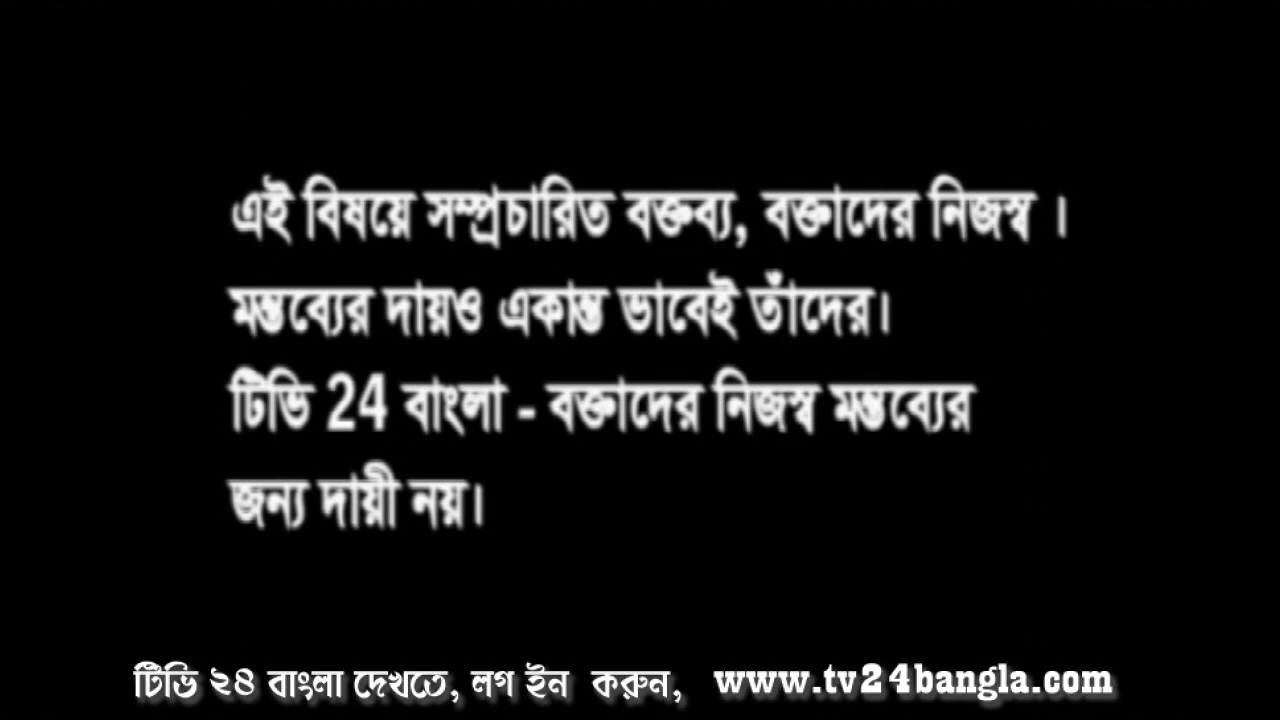 এই বিষয়ে সম্প্রচারিত বক্তব্য, বক্তাদের নিজস্ব ।
মন্তব্যের দায়ও একান্ত ভাবেই তাঁদের।
টিভি 24 বাংলা - বক্তাদের নিজস্ব মন্তব্যের
জন্য দায়ী নয়।
টিভি ২৪ বাংলা দেখতে, লগ ইন করুন, www.tv24bangla.com